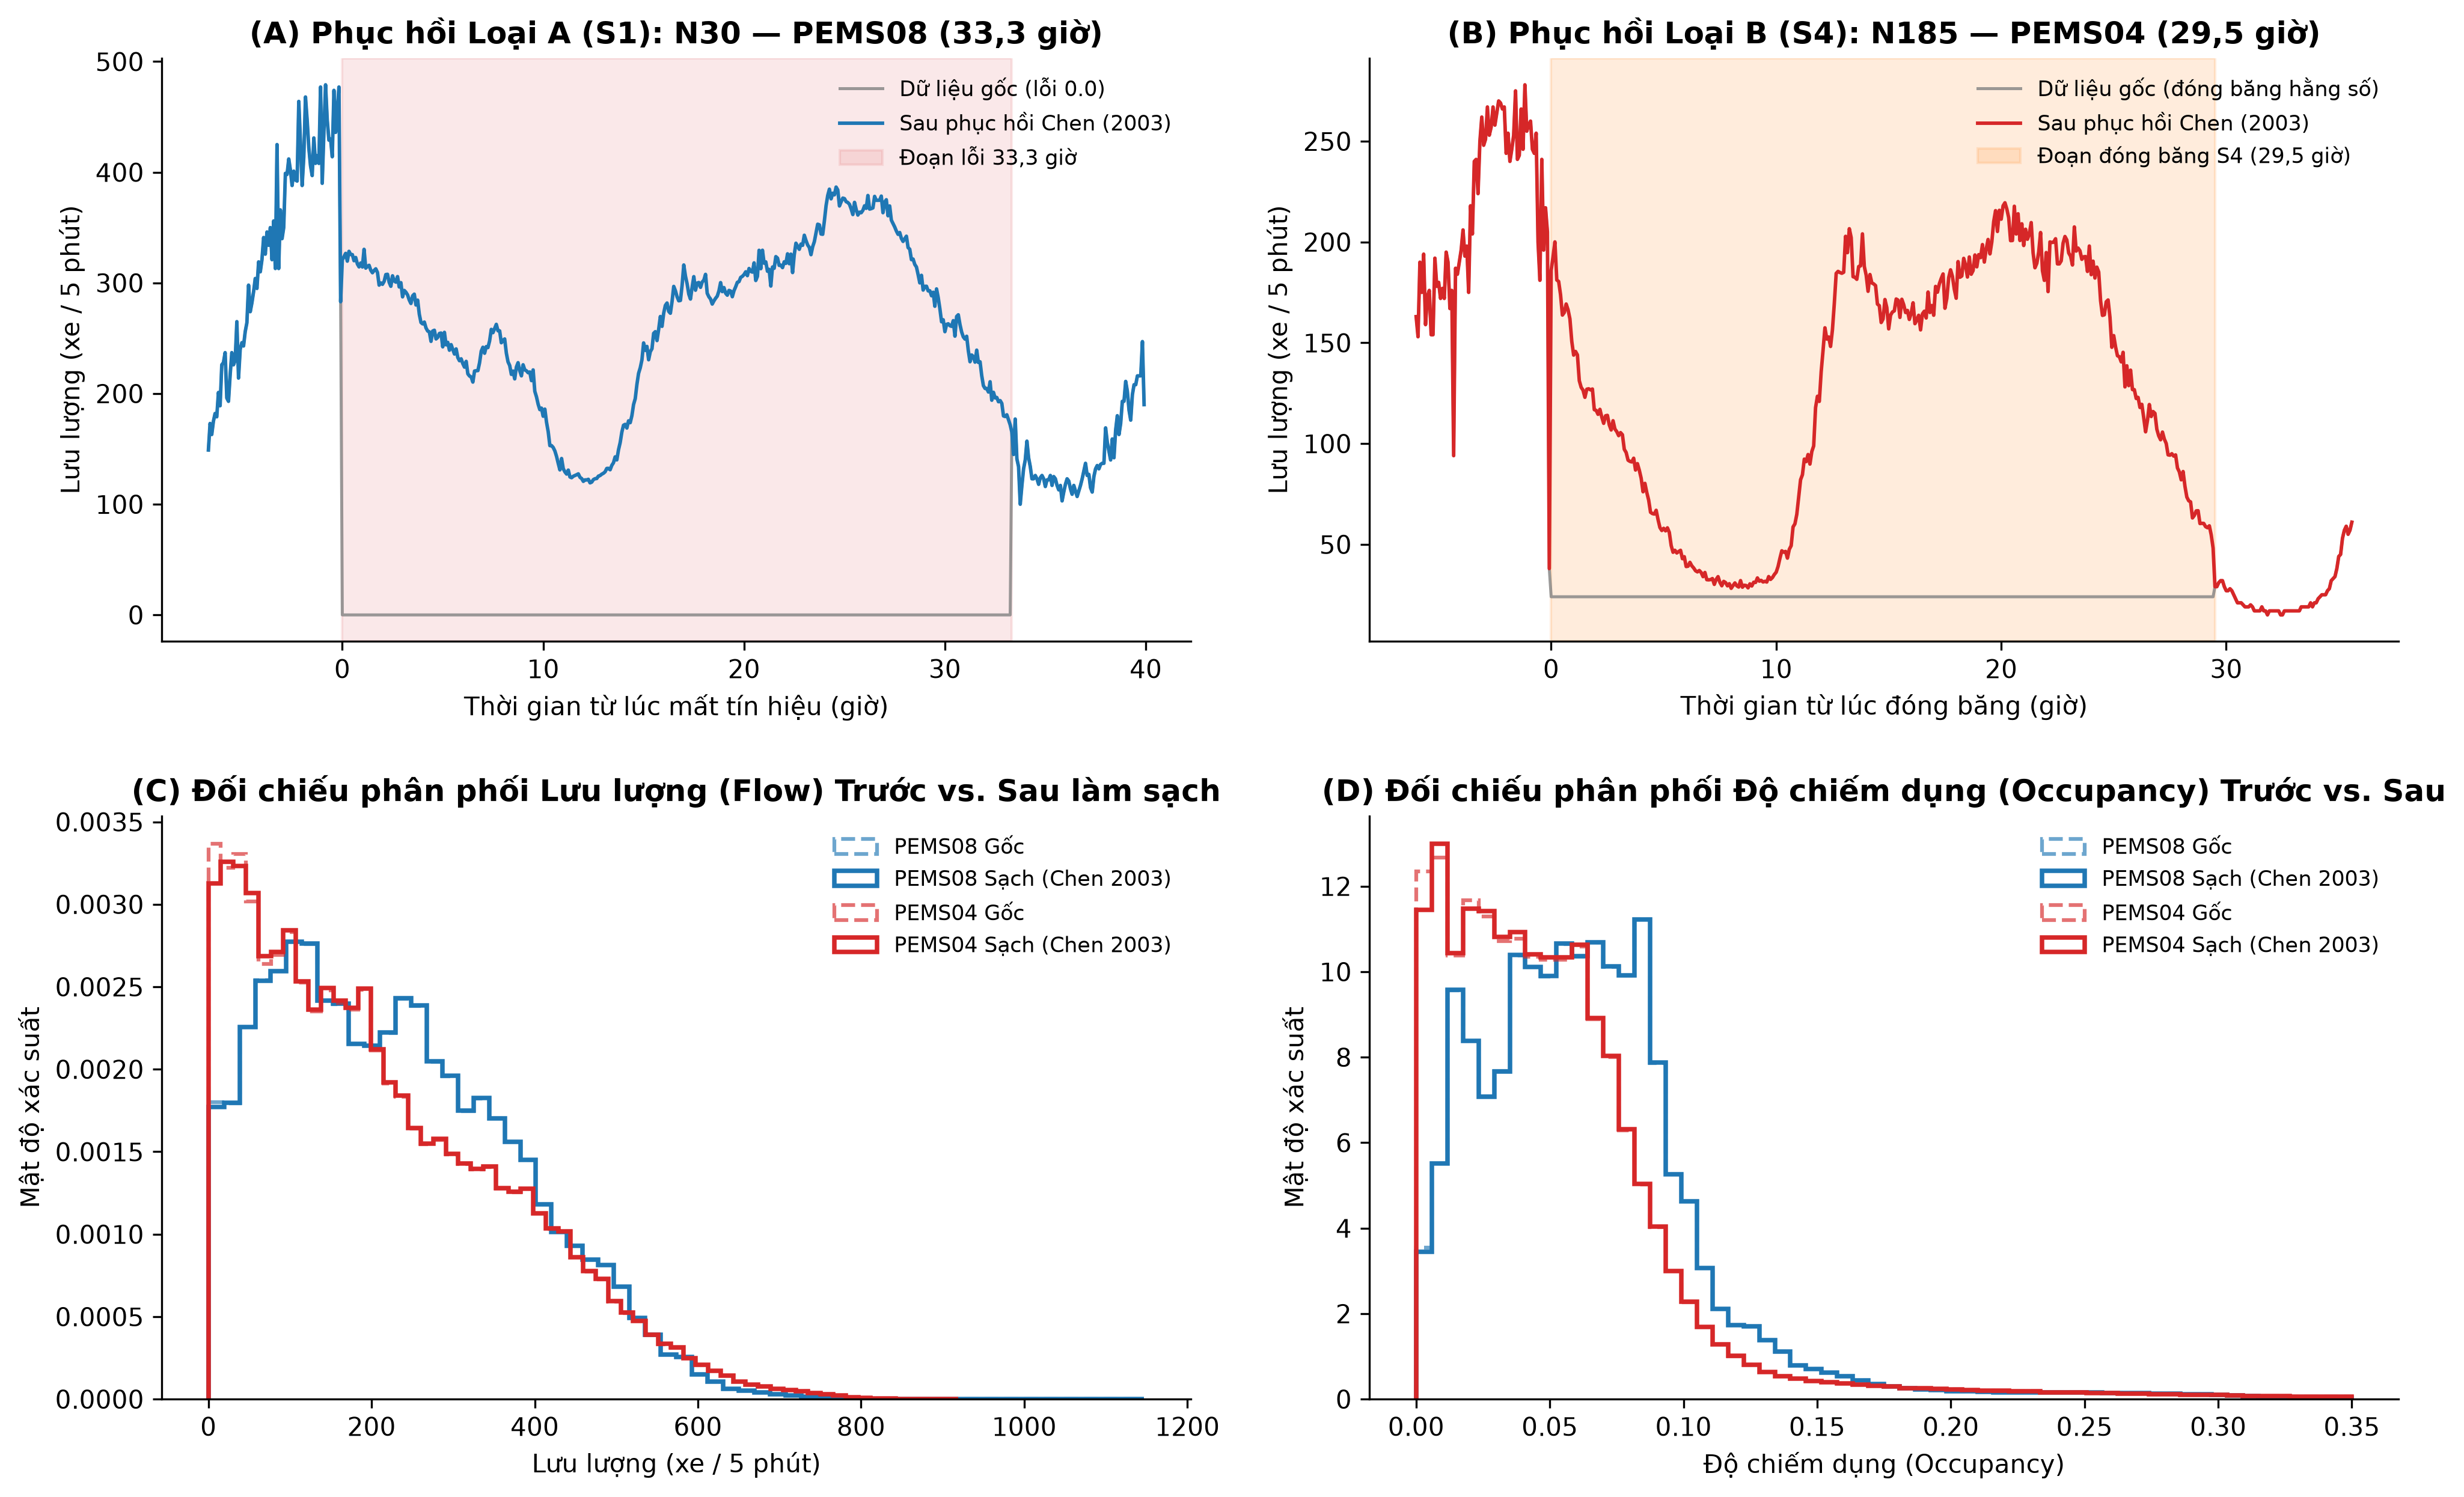 (A) Phục hồi Loại A (S1): N30 — PEMS08 (33,3 giờ)
Lưu lượng (xe / 5 phút)
500
400
300
200
100
0
Dữ liệu gốc (lỗi 0.0)
Sau phục hồi Chen (2003)
Đoạn lỗi 33,3 giờ
0 10 20 30 40
Thời gian từ lúc mất tín hiệu (giờ)
(B) Phục hồi Loại B (S4): N185 — PEMS04 (29,5 giờ)
Lưu lượng (xe / 5 phút)
250
200
150
100
50
Dữ liệu gốc (đóng băng hằng số)
Sau phục hồi Chen (2003)
Đoạn đóng băng S4 (29,5 giờ)
0 10 20 30
Thời gian từ lúc đóng băng (giờ)
(C) Đối chiếu phân phối Lưu lượng (Flow) Trước vs. Sau làm sạch
Mật độ xác suất
0.0035
0.0030
0.0025
0.0020
0.0015
0.0010
0.0005
0.0000
PEMS08 Gốc
PEMS08 Sạch (Chen 2003)
PEMS04 Gốc
PEMS04 Sạch (Chen 2003)
0 200 400 600 800 1000 1200
Lưu lượng (xe / 5 phút)
(D) Đối chiếu phân phối Độ chiếm dụng (Occupancy) Trước vs. Sau
Mật độ xác suất
12
10
8
6
4
2
0
PEMS08 Gốc
PEMS08 Sạch (Chen 2003)
PEMS04 Gốc
PEMS04 Sạch (Chen 2003)
0.00 0.05 0.10 0.15 0.20 0.25 0.30 0.35
Độ chiếm dụng (Occupancy)